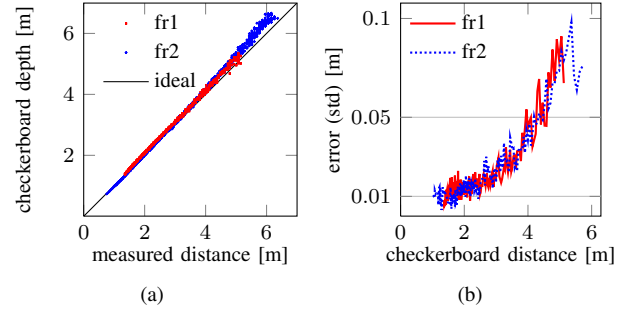 checkerboard depth [m]
6
4
2
fr1
fr2
ideal
0
2
4
6
measured distance [m]
(a)
error (std) [m]
0.1
0.05
0.01
fr1
fr2
0
2
4
6
checkerboard distance [m]
(b)